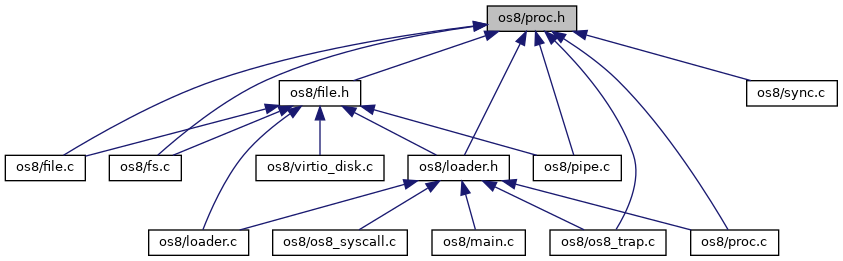 os8/proc.h
os8/file.h
os8/sync.c
os8/file.c
os8/fs.c
os8/virtio_disk.c
os8/loader.h
os8/pipe.c
os8/loader.c
os8/os8_syscall.c
os8/main.c
os8/os8_trap.c
os8/proc.c